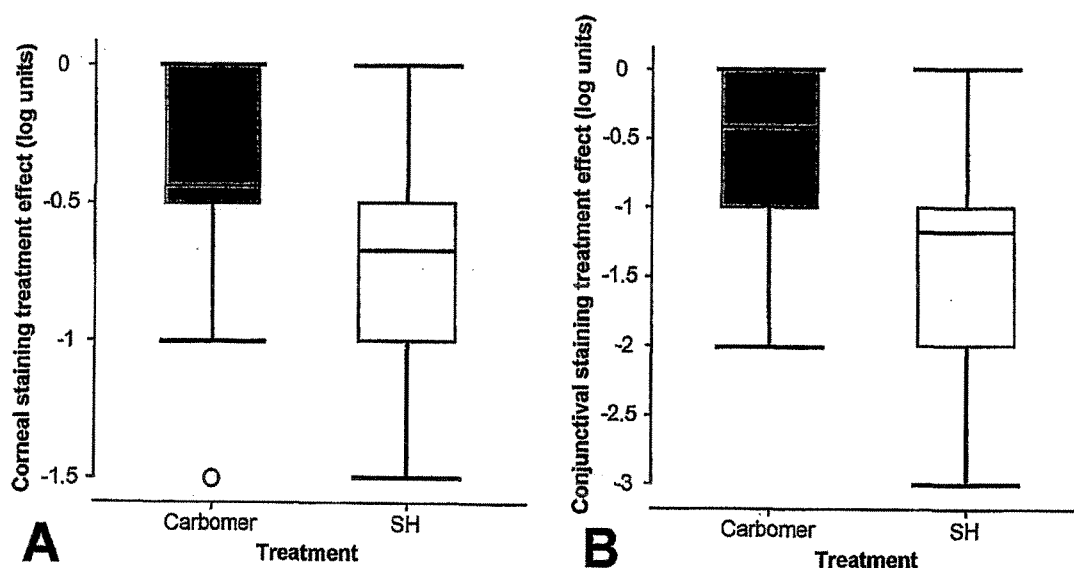 Corneal staining treatment effect (log units)
0
-0.5
-1
-1.5
Carbomer
SH
Treatment
A
Conjunctival staining treatment effect (log units)
0
-0.5
-1
-1.5
-2
-2.5
-3
Carbomer
SH
Treatment
B